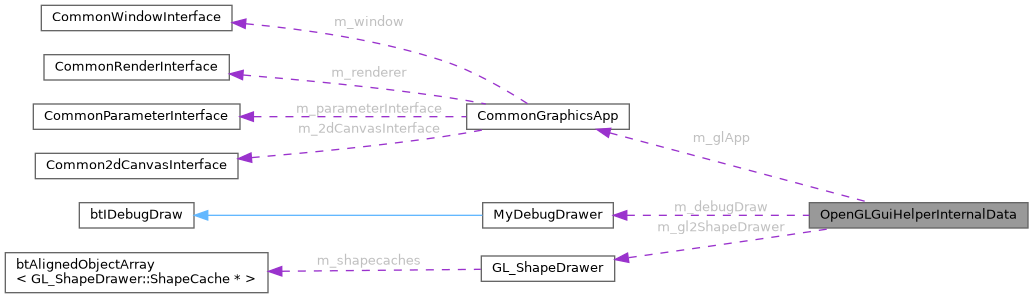 CommonWindowInterface
m_window
CommonRenderInterface
m_renderer
CommonParameterInterface
m_parameterInterface
CommonGraphicsApp
m_2dCanvasInterface
m_glApp
Common2dCanvasInterface
btIDebugDraw
MyDebugDrawer
m_debugDraw
OpenGLGuiHelperInternalData
m_gl2ShapeDrawer
btAlignedObjectArray
< GL_ShapeDrawer::ShapeCache * >
m_shapecaches
GL_ShapeDrawer